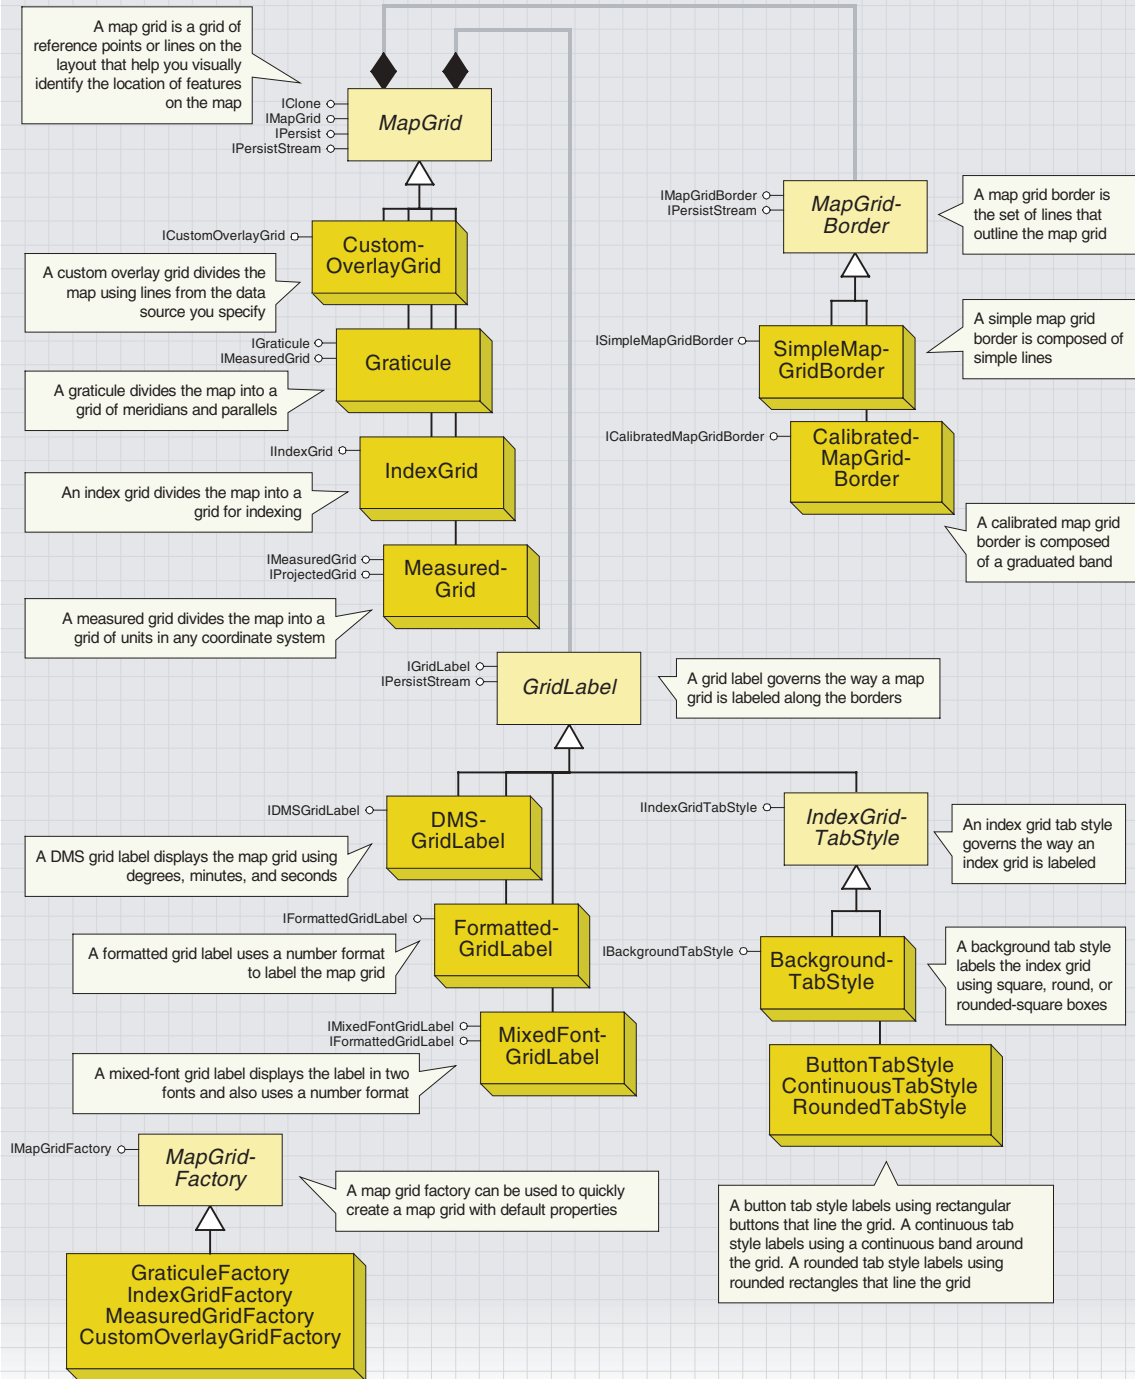 A map grid is a grid of
reference points or lines on the
layout that help you visually
identify the location of features
on the map
IClone
IMapGrid
IPersist
IPersistStream
MapGrid
IMapGridBorder
IPersistStream
MapGrid-
Border
A map grid border is
the set of lines that
outline the map grid
ICustomOverlayGrid
Custom-
OverlayGrid
A custom overlay grid divides the
map using lines from the data
source you specify
IGraticule
IMeasuredGrid
Graticule
A graticule divides the map into a
grid of meridians and parallels
ISimpleMapGridBorder
SimpleMap-
GridBorder
A simple map grid
border is composed of
simple lines
ICalibratedMapGridBorder
Calibrated-
MapGrid-
Border
A calibrated map grid
border is composed
of a graduated band
IIndexGrid
IndexGrid
An index grid divides the map into a
grid for indexing
IMeasuredGrid
IProjectedGrid
Measured-
Grid
A measured grid divides the map into a
grid of units in any coordinate system
IGridLabel
IPersistStream
GridLabel
A grid label governs the way a map
grid is labeled along the borders
IDMSGridLabel
DMS-
GridLabel
A DMS grid label displays the map grid using
degrees, minutes, and seconds
IIndexGridTabStyle
IndexGrid-
TabStyle
An index grid tab style
governs the way an
index grid is labeled
IFormattedGridLabel
Formatted-
GridLabel
A formatted grid label uses a number format
to label the map grid
IBackgroundTabStyle
Background-
TabStyle
A background tab style
labels the index grid
using square, round, or
rounded-square boxes
IMixedFontGridLabel
IFormattedGridLabel
MixedFont-
GridLabel
A mixed-font grid label displays the label in two
fonts and also uses a number format
ButtonTabStyle
ContinuousTabStyle
RoundedTabStyle
A button tab style labels using rectangular
buttons that line the grid. A continuous tab
style labels using a continuous band around
the grid. A rounded tab style labels using
rounded rectangles that line the grid
IMapGridFactory
MapGrid-
Factory
A map grid factory can be used to quickly
create a map grid with default properties
GraticuleFactory
IndexGridFactory
MeasuredGridFactory
CustomOverlayGridFactory